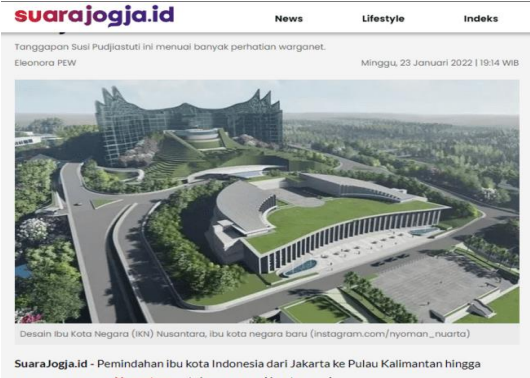 suarajogja.id
News Lifestyle Indeks
Tanggapan Susi Pudjiastuti ini menuai banyak perhatian warganet.
Eleonora PEW Minggu, 23 Januari 2022 | 19:14 WIB
Desain Ibu Kota Negara (IKN) Nusantara, ibu kota negara baru (instagram.com/nyoman_nuarta)
SuaraJogja.id - Pemindahan ibu kota Indonesia dari Jakarta ke Pulau Kalimantan hingga